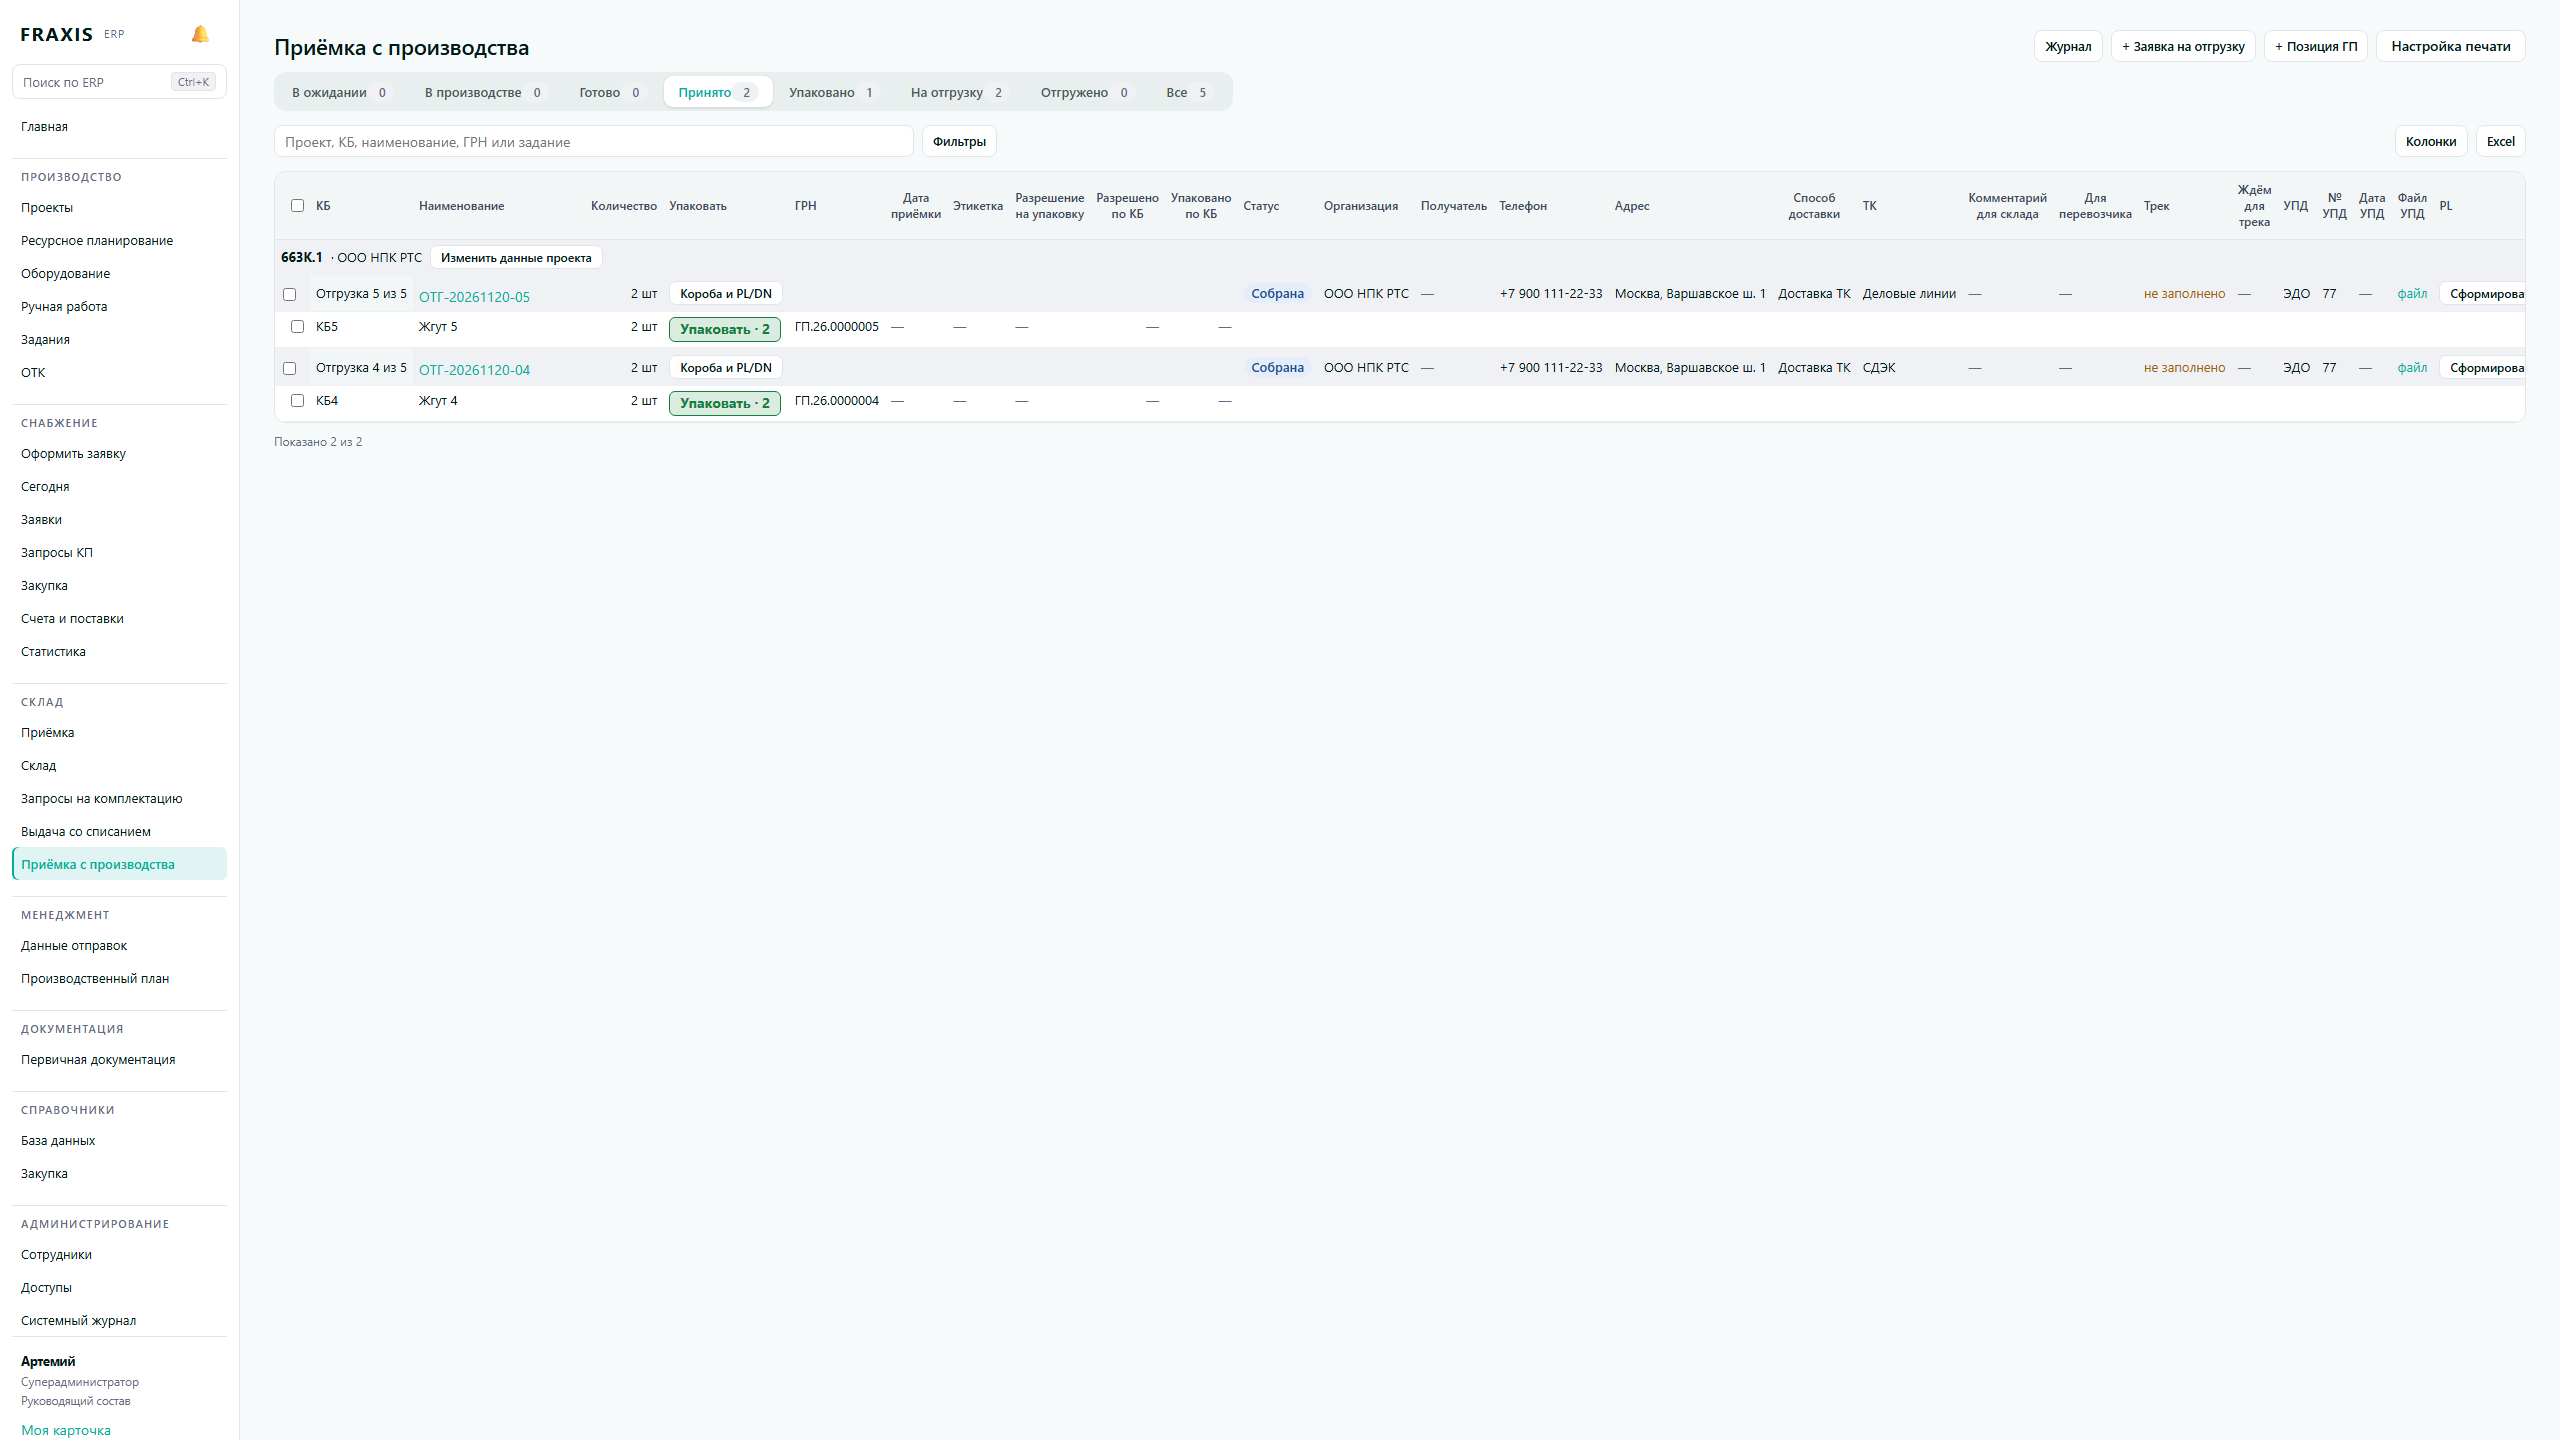 FRAXIS ERP
Поиск по ERP Ctrl+K
Главная
ПРОИЗВОДСТВО
Проекты
Ресурсное планирование
Оборудование
Ручная работа
Задания
ОТК
СНАБЖЕНИЕ
Оформить заявку
Сегодня
Заявки
Запросы КП
Закупка
Счета и поставки
Статистика
СКЛАД
Приёмка
Склад
Запросы на комплектацию
Выдача со списанием
Приёмка с производства
МЕНЕДЖМЕНТ
Данные отправок
Производственный план
ДОКУМЕНТАЦИЯ
Первичная документация
СПРАВОЧНИКИ
База данных
Закупка
АДМИНИСТРИРОВАНИЕ
Сотрудники
Доступы
Системный журнал
Артемий
Суперадминистратор
Руководящий состав
Моя карточка
Приёмка с производства
Журнал + Заявка на отгрузку + Позиция ГП Настройка печати
В ожидании 0 В производстве 0 Готово 0 Принято 2 Упаковано 1 На отгрузку 2 Отгружено 0 Все 5
Проект, КБ, наименование, ГРН или задание Фильтры Колонки Excel
КБ Наименование Количество Упаковать ГРН Дата приёмки Этикетка Разрешение на упаковку Разрешено по КБ Упаковано по КБ Статус Организация Получатель Телефон Адрес Способ доставки ТК Комментарий для склада Для перевозчика Трек Ждём для трека УПД № УПД Дата УПД Файл УПД PL
663К.1 · ООО НПК РТС Изменить данные проекта
Отгрузка 5 из 5 ОТГ-20261120-05 2 шт Короба и PL/DN Собрана ООО НПК РТС — +7 900 111-22-33 Москва, Варшавское ш. 1 Доставка ТК Деловые линии — — не заполнено — ЭДО 77 — файл Сформироват
КБ5 Жгут 5 2 шт Упаковать · 2 ГП.26.0000005 — — — — —
Отгрузка 4 из 5 ОТГ-20261120-04 2 шт Короба и PL/DN Собрана ООО НПК РТС — +7 900 111-22-33 Москва, Варшавское ш. 1 Доставка ТК СДЭК — — не заполнено — ЭДО 77 — файл Сформироват
КБ4 Жгут 4 2 шт Упаковать · 2 ГП.26.0000004 — — — — —
Показано 2 из 2